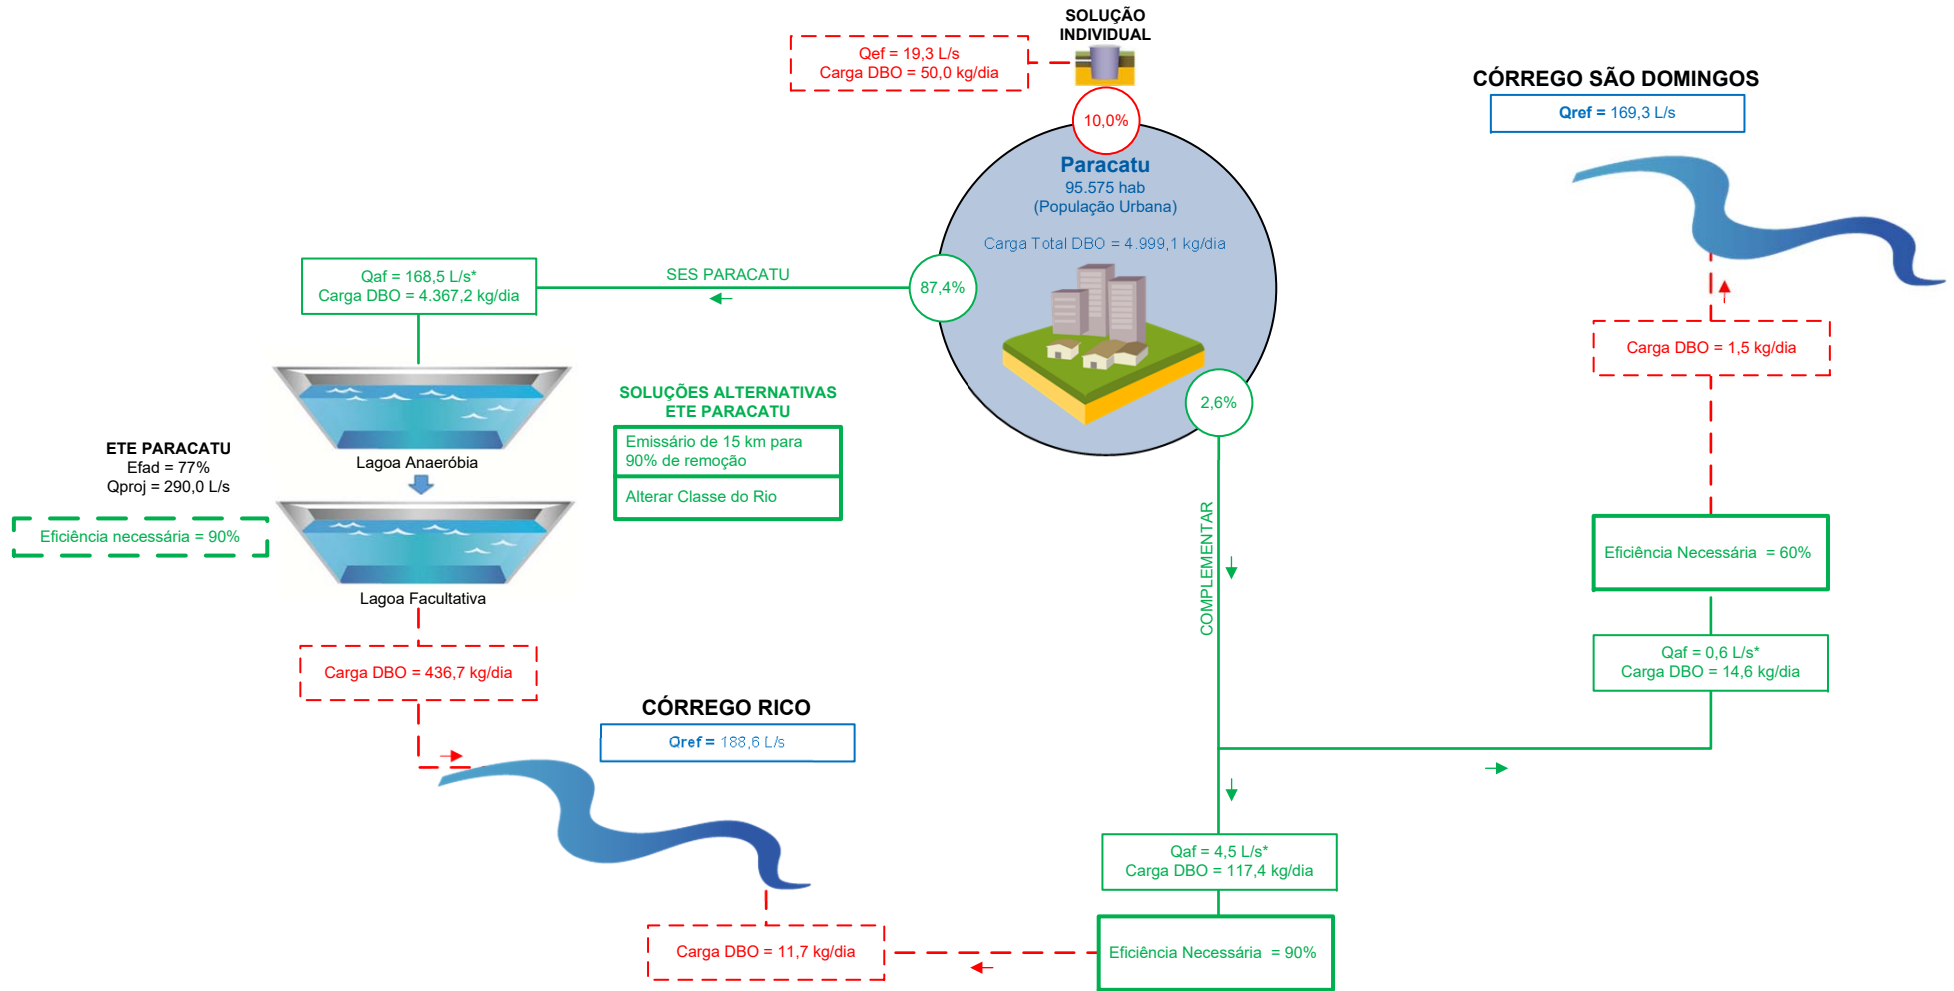 SOLUÇÃO
INDIVIDUAL
Qef = 19,3 L/s
Carga DBO = 50,0 kg/dia
10,0%
Paracatu
95.575 hab
(População Urbana)
Carga Total DBO = 4.999,1 kg/dia
CÓRREGO SÃO DOMINGOS
Qref = 169,3 L/s
87,4%
SES PARACATU
Qaf = 168,5 L/s*
Carga DBO = 4.367,2 kg/dia
Lagoa Anaeróbia
ETE PARACATU
Efad = 77%
Qproj = 290,0 L/s
Eficiência necessária = 90%
Lagoa Facultativa
SOLUÇÕES ALTERNATIVAS
ETE PARACATU
Emissário de 15 km para
90% de remoção
Alterar Classe do Rio
2,6%
COMPLEMENTAR
Carga DBO = 1,5 kg/dia
Eficiência Necessária = 60%
Qaf = 0,6 L/s*
Carga DBO = 14,6 kg/dia
Carga DBO = 436,7 kg/dia
CÓRREGO RICO
Qref = 188,6 L/s
Qaf = 4,5 L/s*
Carga DBO = 117,4 kg/dia
Eficiência Necessária = 90%
Carga DBO = 11,7 kg/dia